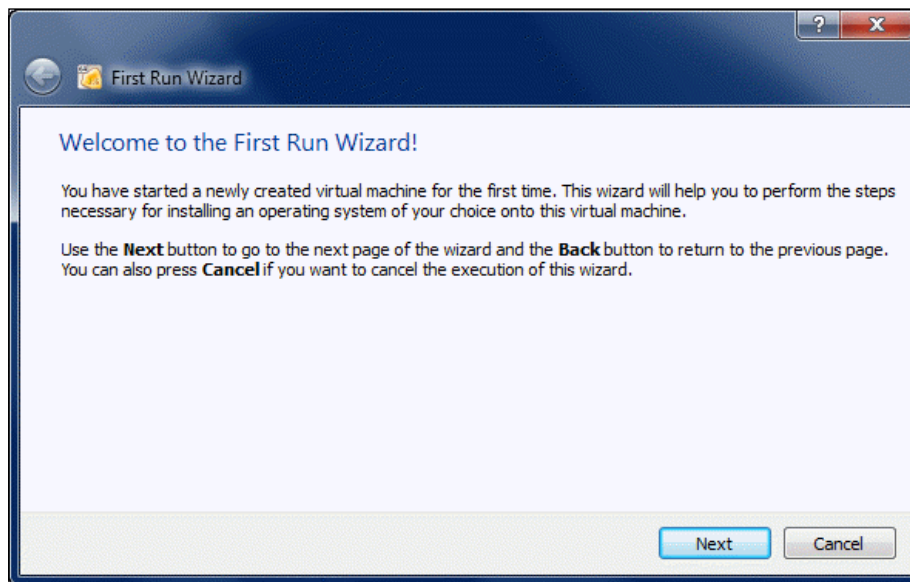 ?
X
First Run Wizard
Welcome to the First Run Wizard!
You have started a newly created virtual machine for the first time. This wizard will help you to perform the steps
necessary for installing an operating system of your choice onto this virtual machine.
Use the Next button to go to the next page of the wizard and the Back button to return to the previous page.
You can also press Cancel if you want to cancel the execution of this wizard.
Next
Cancel